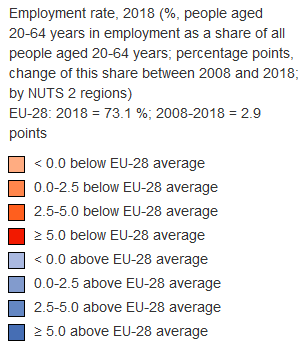 Employment rate, 2018 (%, people aged
20-64 years in employment as a share of all
people aged 20-64 years; percentage points,
change of this share between 2008 and 2018;
by NUTS 2 regions)
EU-28: 2018 = 73.1 %; 2008-2018 = 2.9
points
< 0.0 below EU-28 average
0.0-2.5 below EU-28 average
2.5-5.0 below EU-28 average
≥ 5.0 below EU-28 average
< 0.0 above EU-28 average
0.0-2.5 above EU-28 average
2.5-5.0 above EU-28 average
≥ 5.0 above EU-28 average